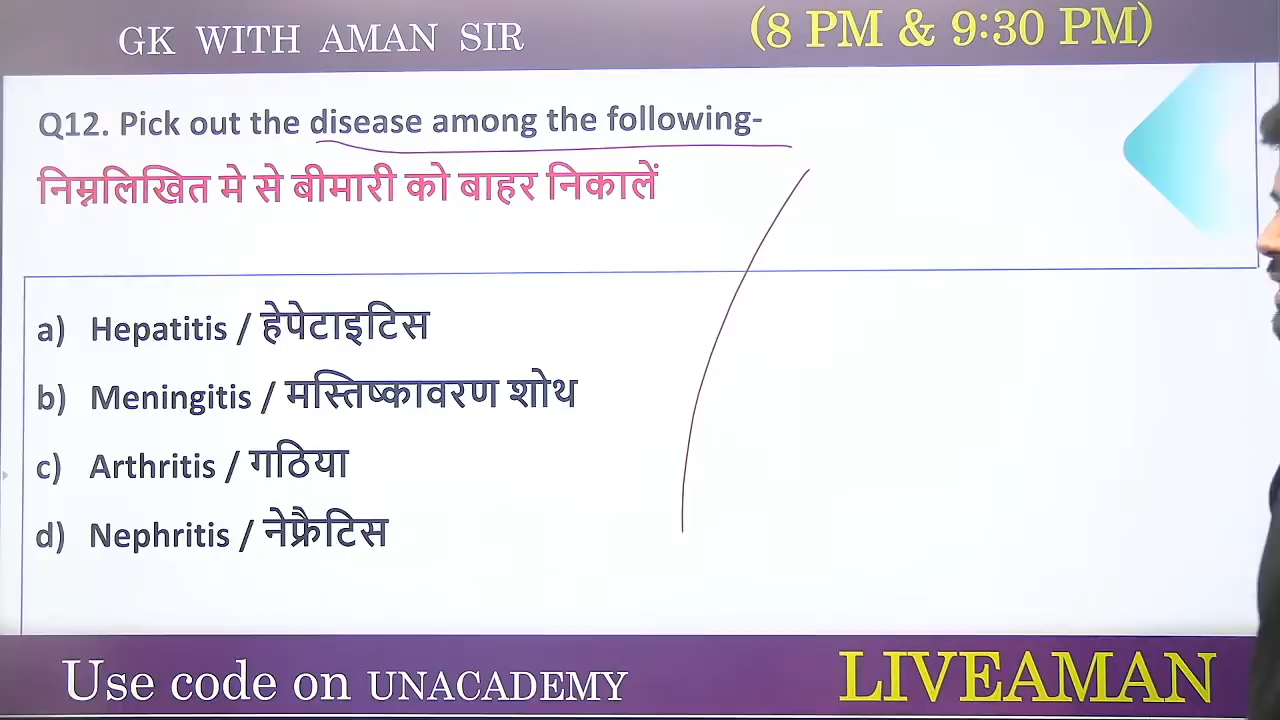 GK WITH AMAN SIR
(8 PM & 9:30 PM)
Q12. Pick out the disease among the following-
निम्नलिखित मे से बीमारी को बाहर निकालें
a) Hepatitis / हेपेटाइटिस
b) Meningitis / मस्तिष्कावरण शोथ
c) Arthritis / गठिया
d) Nephritis / नेफ्रैटिस
Use code on UNACADEMY
LIVEAMAN